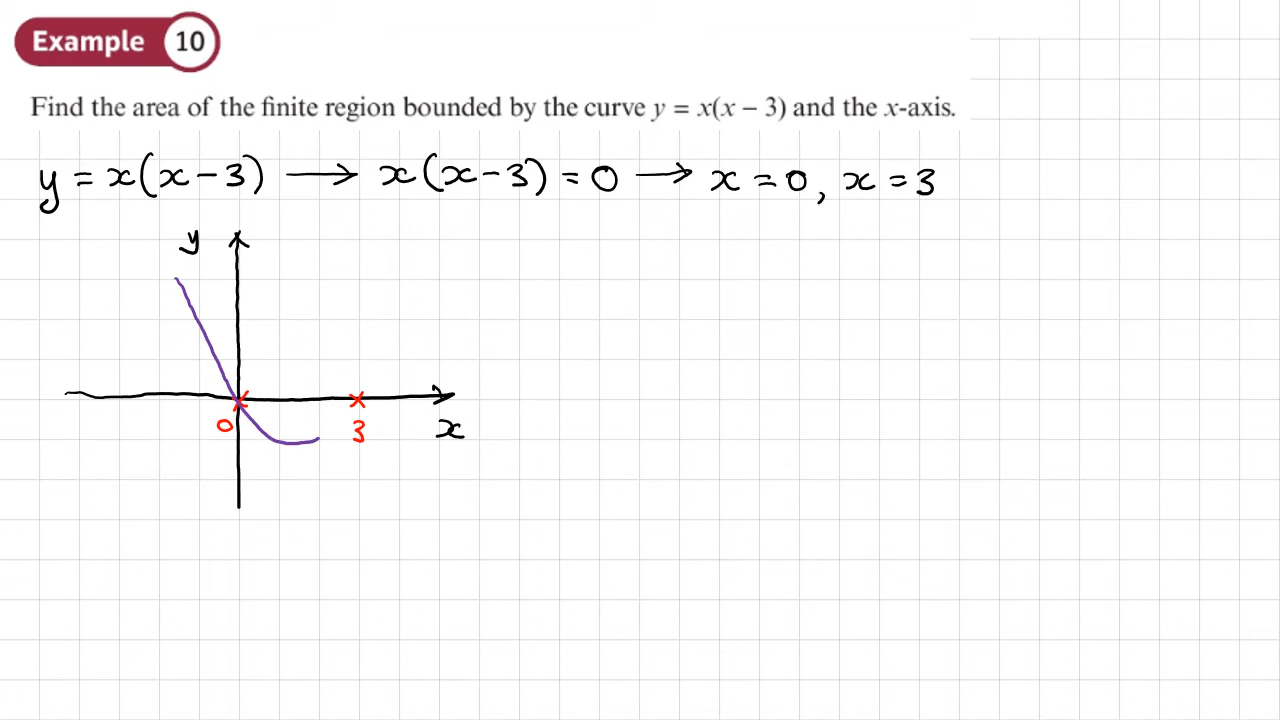 Example 10
Find the area of the finite region bounded by the curve y = x(x − 3) and the x-axis.
y = x(x−3) ⟶ x(x−3) = 0 ⟶ x = 0, x = 3
y
0 3 x